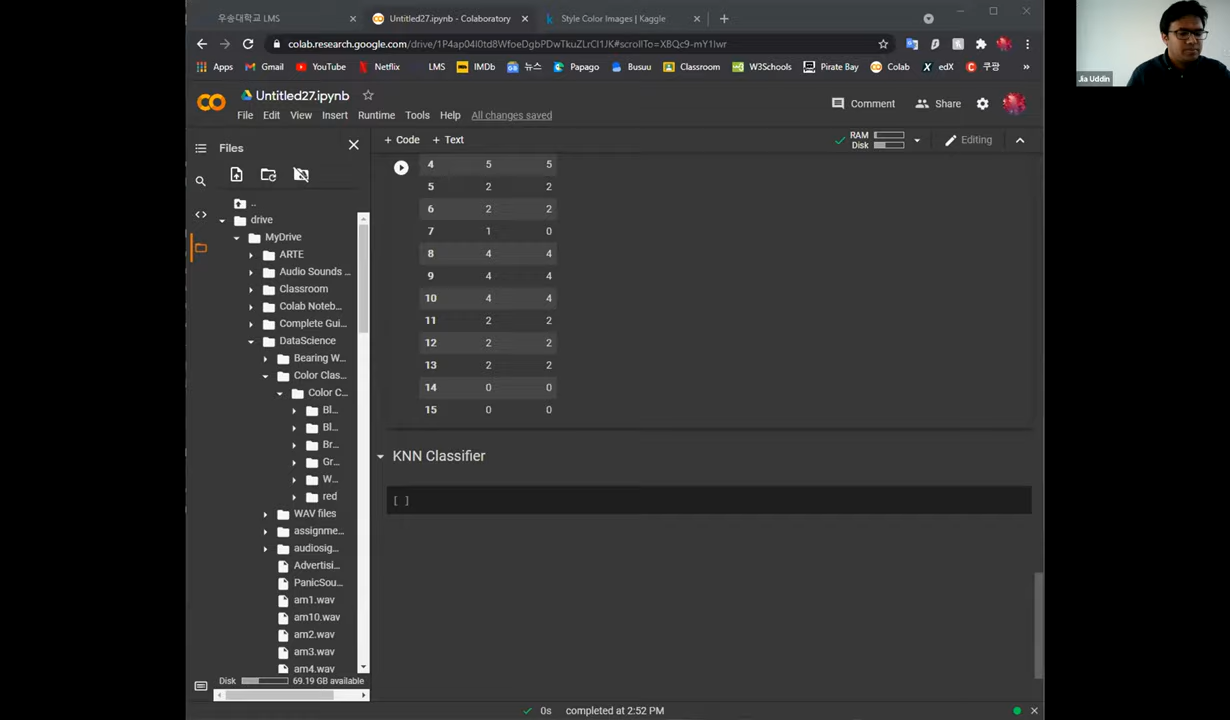 우송대학교 LMS
Untitled27.ipynb - Colaboratory
Style Color Images | Kaggle
colab.research.google.com/drive/1P4ap04l0td8WfoeDgbPDwTkuZLrCl1JK#scrollTo=XBQc9-mY1lwr
Apps
Gmail
YouTube
Netflix
LMS
IMDb
뉴스
Papago
Busuu
Classroom
W3Schools
Pirate Bay
Colab
edX
쿠팡
Jia Uddin
Untitled27.ipynb
File Edit View Insert Runtime Tools Help All changes saved
Comment
Share
Files
+ Code + Text
RAM
Disk
Editing
..
drive
MyDrive
ARTE
Audio Sounds ...
Classroom
Colab Noteb...
Complete Gui...
DataScience
Bearing W...
Color Clas...
Color C...
Bl...
Bl...
Br...
Gr...
W...
red
WAV files
assignme...
audiosig...
Advertisi...
PanicSou...
am1.wav
am10.wav
am2.wav
am3.wav
am4.wav
Disk 69.19 GB available
4 5 5
5 2 2
6 2 2
7 1 0
8 4 4
9 4 4
10 4 4
11 2 2
12 2 2
13 2 2
14 0 0
15 0 0
KNN Classifier
[ ]
0s completed at 2:52 PM